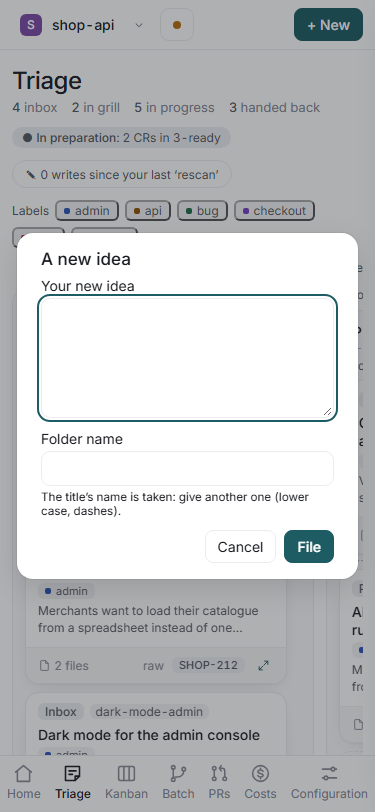 S shop-api + New
Triage
4 inbox 2 in grill 5 in progress 3 handed back
In preparation: 2 CRs in 3-ready
0 writes since your last ‘rescan’
Labels admin api bug checkout
A new idea
Your new idea
Folder name
The title’s name is taken: give another one (lower
case, dashes).
Cancel File
admin
Merchants want to load their catalogue
from a spreadsheet instead of one…
2 files raw SHOP-212
Inbox dark-mode-admin
Dark mode for the admin console
admin
Home Triage Kanban Batch PRs Costs Configuration